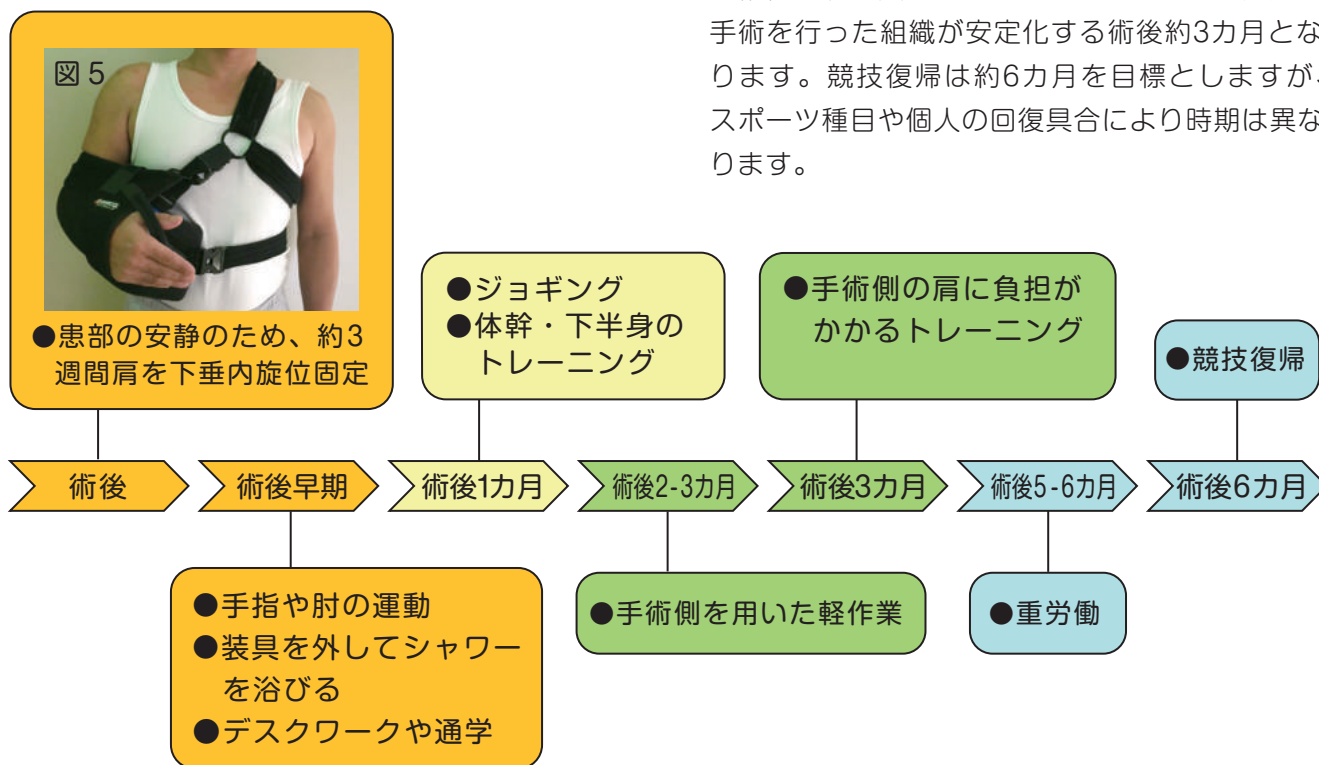 手術を行った組織が安定化する術後約3カ月とな
ります。競技復帰は約6カ月を目標としますが、
スポーツ種目や個人の回復具合により時期は異な
ります。
図5
●患部の安静のため、約3
週間肩を下垂内旋位固定
●ジョギング
●体幹・下半身の
トレーニング
●手術側の肩に負担が
かかるトレーニング
●競技復帰
術後
術後早期
術後1カ月
術後2-3カ月
術後3カ月
術後5-6カ月
術後6カ月
●手指や肘の運動
●装具を外してシャワー
を浴びる
●デスクワークや通学
●手術側を用いた軽作業
●重労働